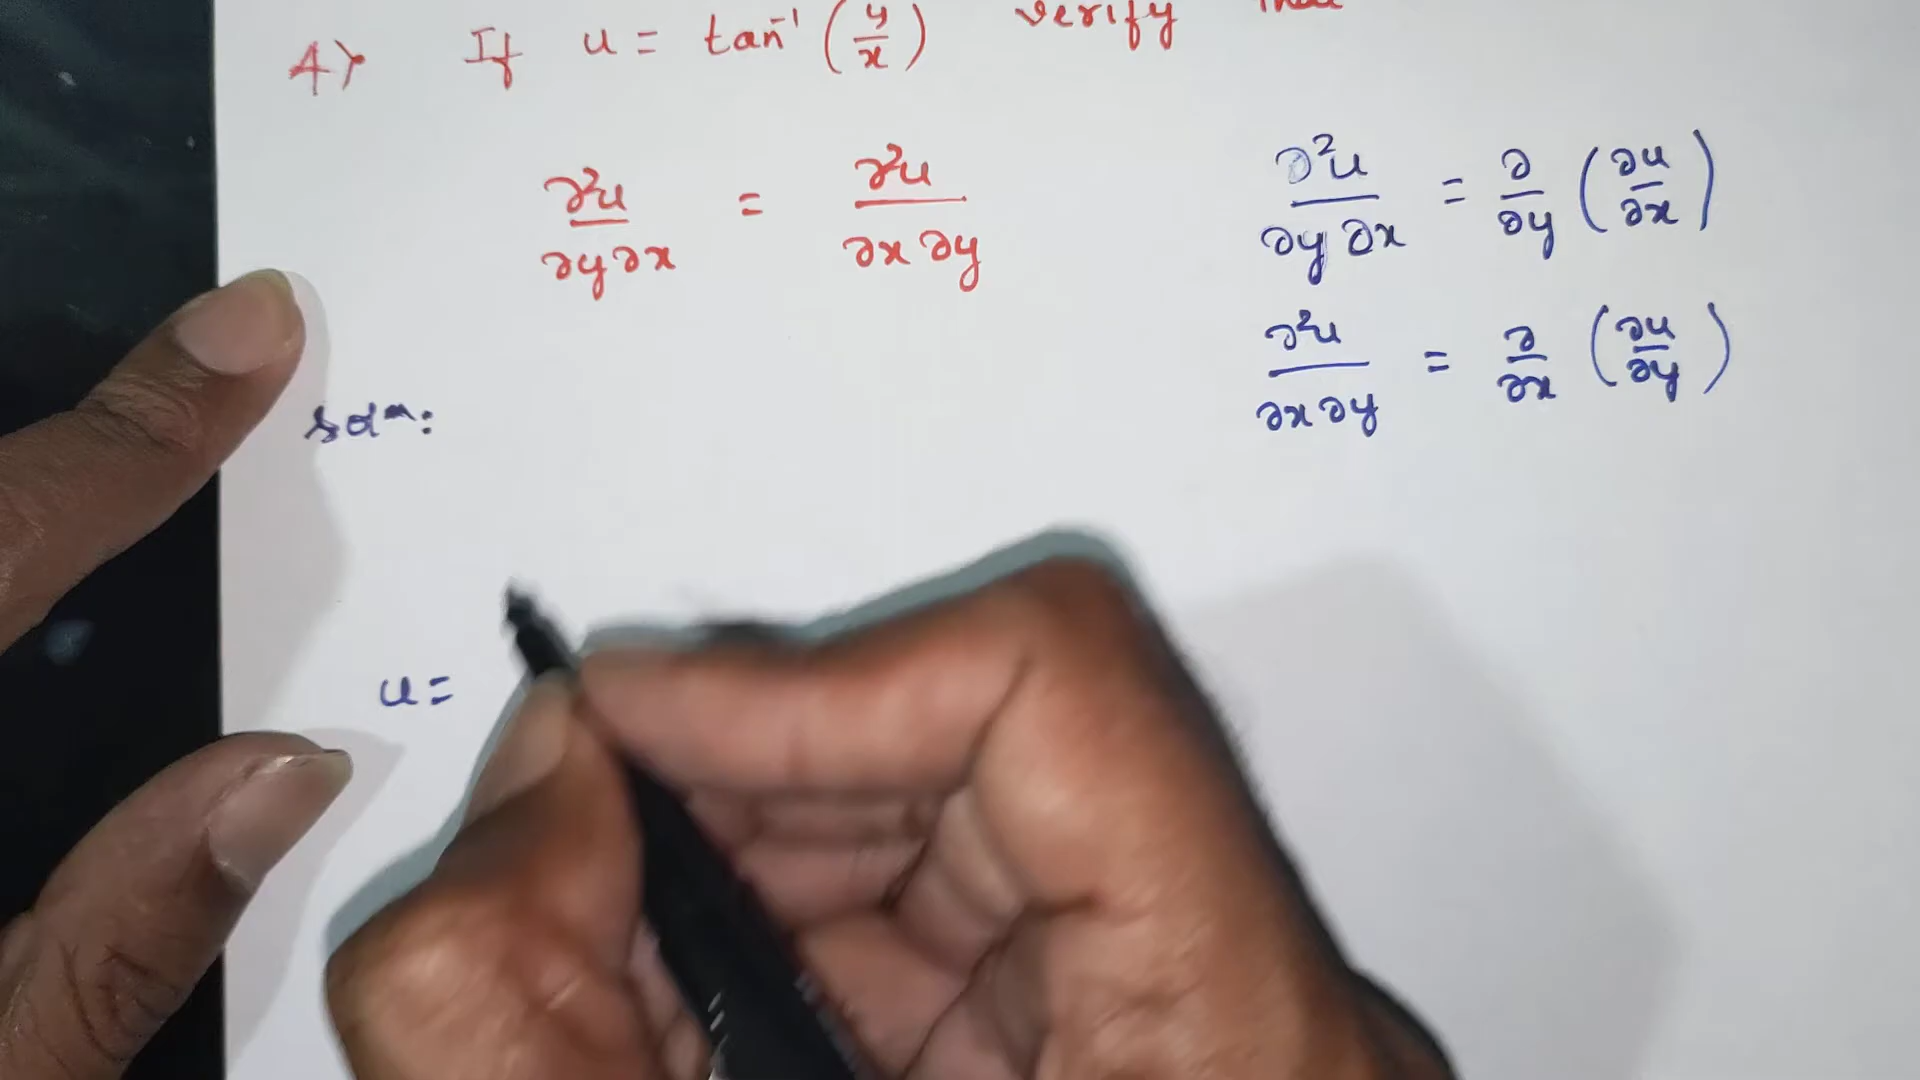 4) If u = tan⁻¹ (y/x) verify that
∂²u/∂y∂x = ∂²u/∂x∂y
∂²u/∂y∂x = ∂/∂y (∂u/∂x)
∂²u/∂x∂y = ∂/∂x (∂u/∂y)
Soln:
u=